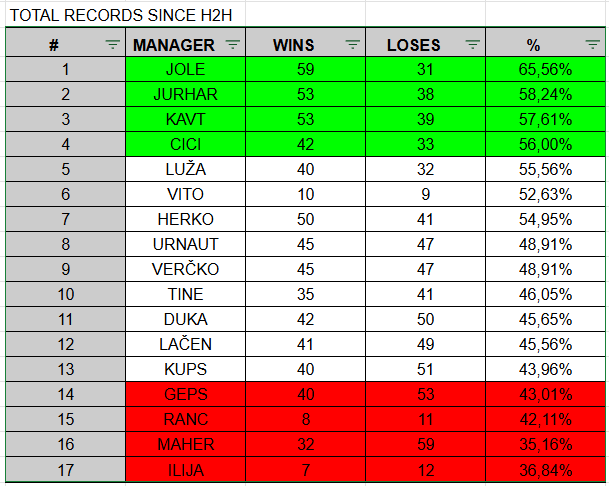 TOTAL RECORDS SINCE H2H
# MANAGER WINS LOSES %
1 JOLE 59 31 65,56%
2 JURHAR 53 38 58,24%
3 KAVT 53 39 57,61%
4 CICI 42 33 56,00%
5 LUŽA 40 32 55,56%
6 VITO 10 9 52,63%
7 HERKO 50 41 54,95%
8 URNAUT 45 47 48,91%
9 VERČKO 45 47 48,91%
10 TINE 35 41 46,05%
11 DUKA 42 50 45,65%
12 LAČEN 41 49 45,56%
13 KUPS 40 51 43,96%
14 GEPS 40 53 43,01%
15 RANC 8 11 42,11%
16 MAHER 32 59 35,16%
17 ILIJA 7 12 36,84%